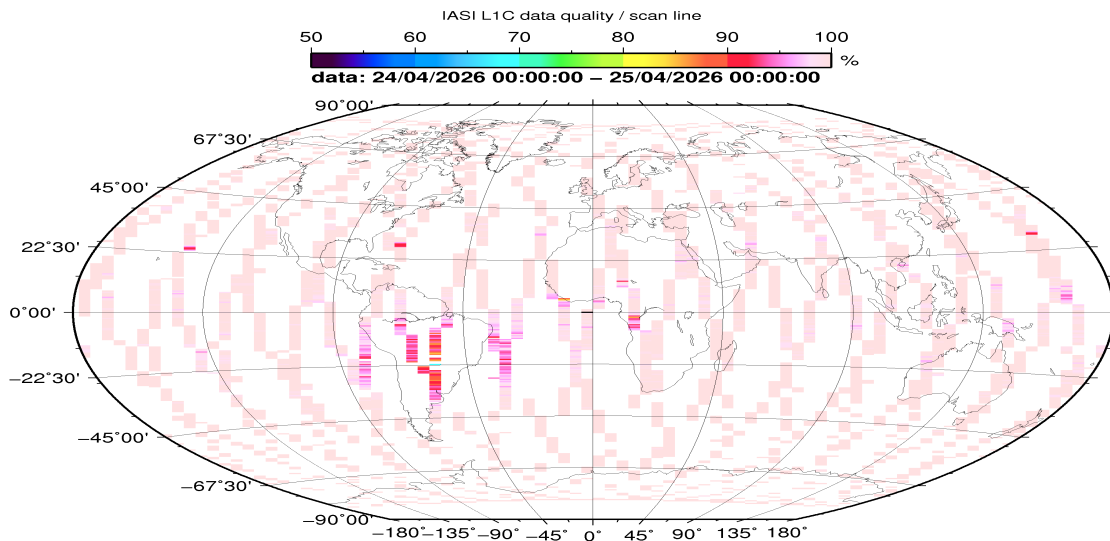 IASI L1C data quality / scan line
50 60 70 80 90 100
%
data: 24/04/2026 00:00:00 – 25/04/2026 00:00:00
90°00'
67°30'
45°00'
22°30'
0°00'
−22°30'
−45°00'
−67°30'
−90°00'
−180° −135° −90° −45° 0° 45° 90° 135° 180°